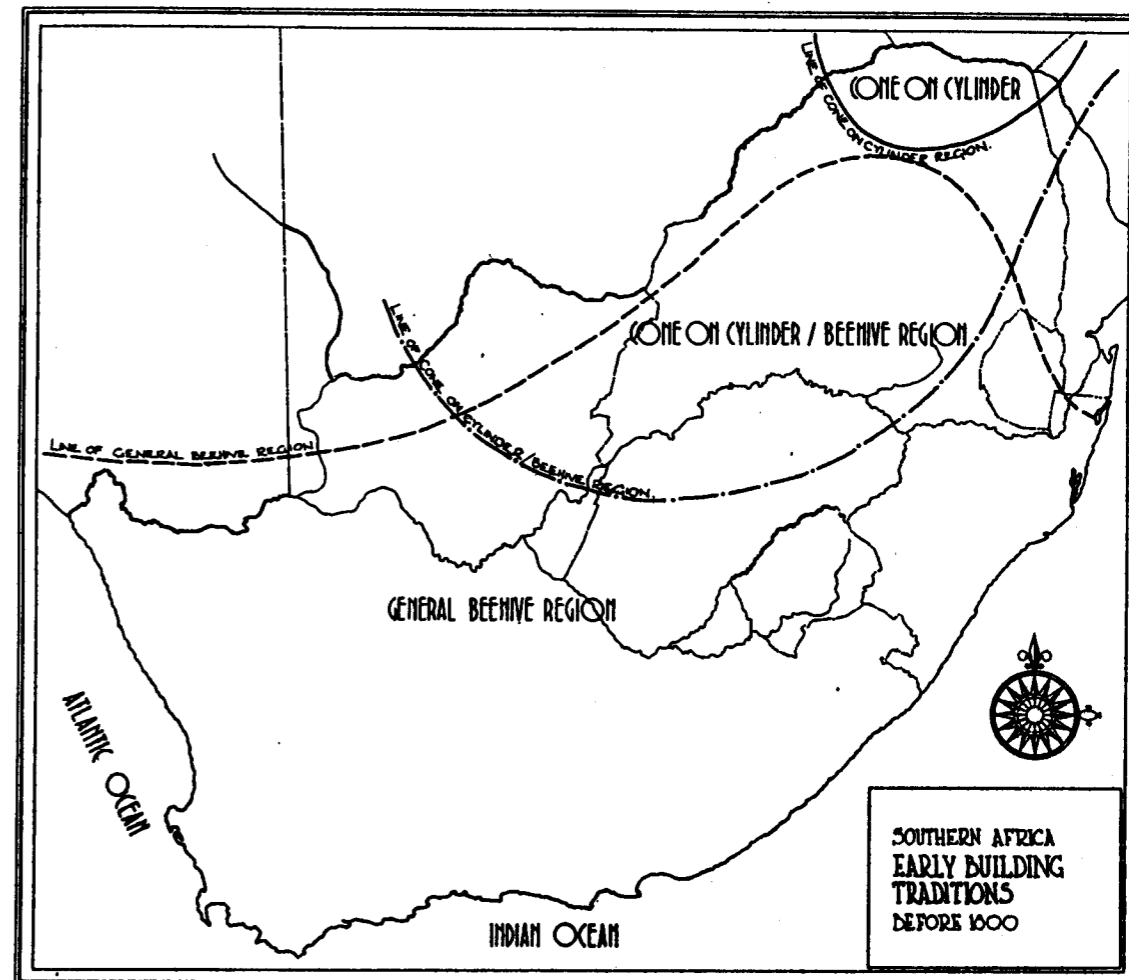 CONE ON CYLINDER
LINE OF CONE ON CYLINDER REGION.
CONE ON CYLINDER / BEEHIVE REGION
LINE OF CONE ON CYLINDER/BEEHIVE REGION.
LINE OF GENERAL BEEHIVE REGION
GENERAL BEEHIVE REGION
ATLANTIC OCEAN
INDIAN OCEAN
SOUTHERN AFRICA
EARLY BUILDING
TRADITIONS
BEFORE 1800